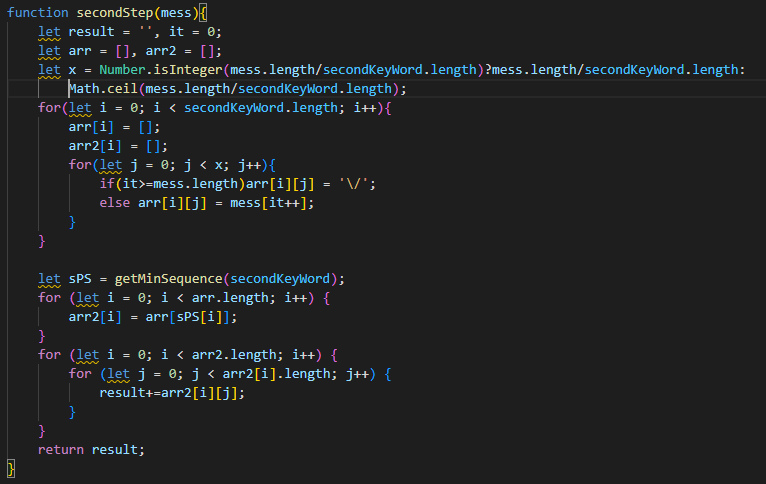 function secondStep(mess){
    let result = '', it = 0;
    let arr = [], arr2 = [];
    let x = Number.isInteger(mess.length/secondKeyWord.length)?mess.length/secondKeyWord.length:
        Math.ceil(mess.length/secondKeyWord.length);
    for(let i = 0; i < secondKeyWord.length; i++){
        arr[i] = [];
        arr2[i] = [];
        for(let j = 0; j < x; j++){
            if(it>=mess.length)arr[i][j] = '\/';
            else arr[i][j] = mess[it++];
        }
    }

    let sPS = getMinSequence(secondKeyWord);
    for (let i = 0; i < arr.length; i++) {
        arr2[i] = arr[sPS[i]];
    }
    for (let i = 0; i < arr2.length; i++) {
        for (let j = 0; j < arr2[i].length; j++) {
            result+=arr2[i][j];
        }
    }
    return result;
}